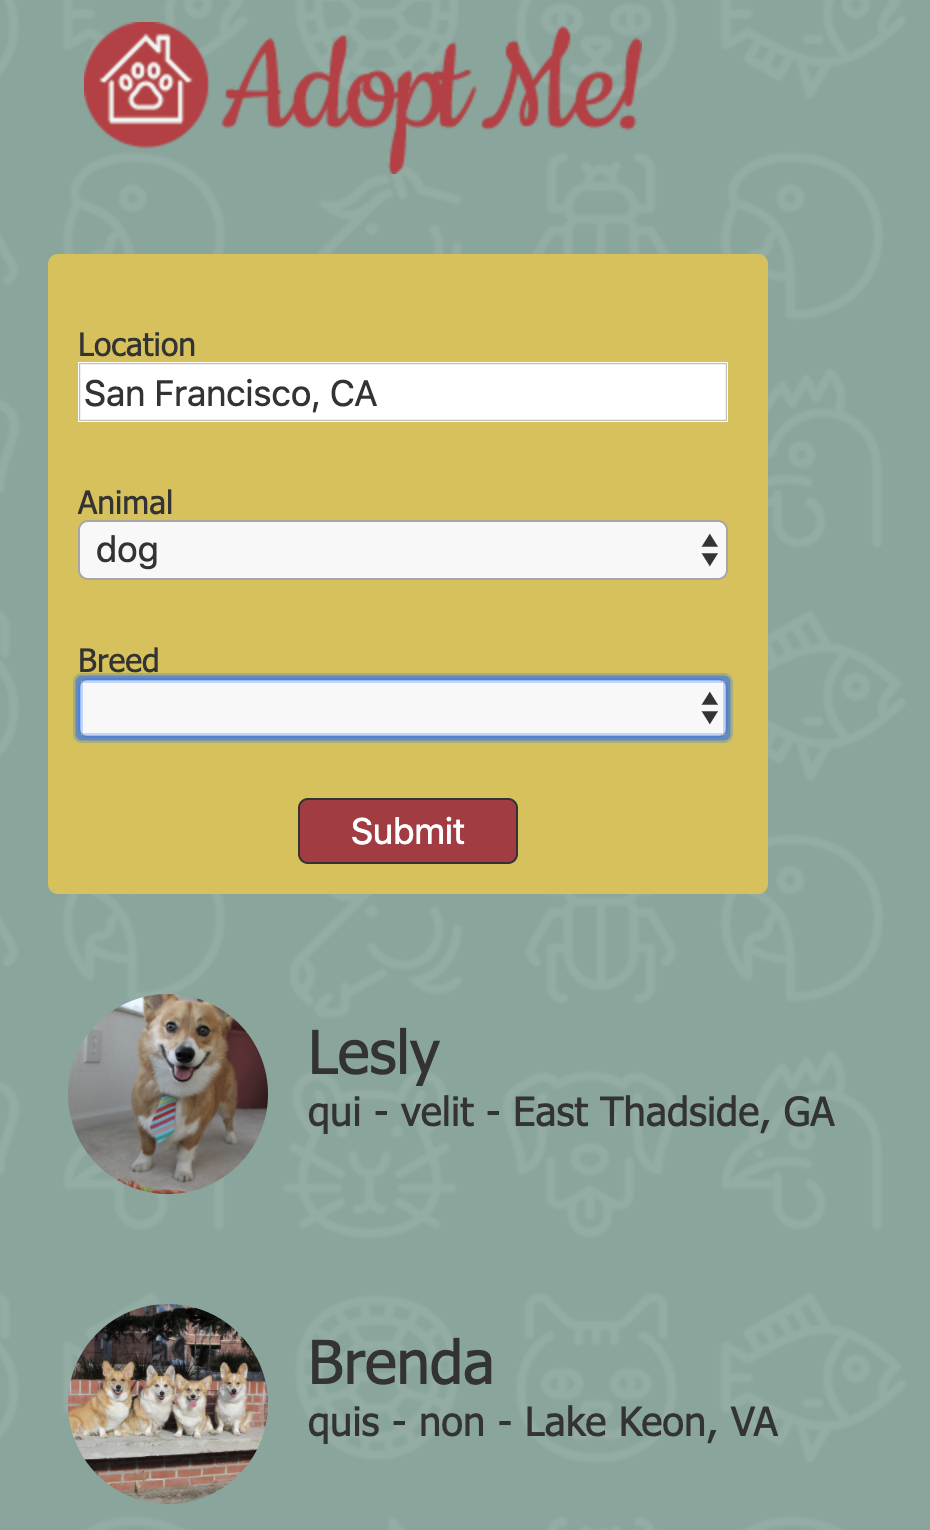 Adopt Me!
Location
San Francisco, CA
Animal
dog
Breed
Submit
Lesly
qui - velit - East Thadside, GA
Brenda
quis - non - Lake Keon, VA